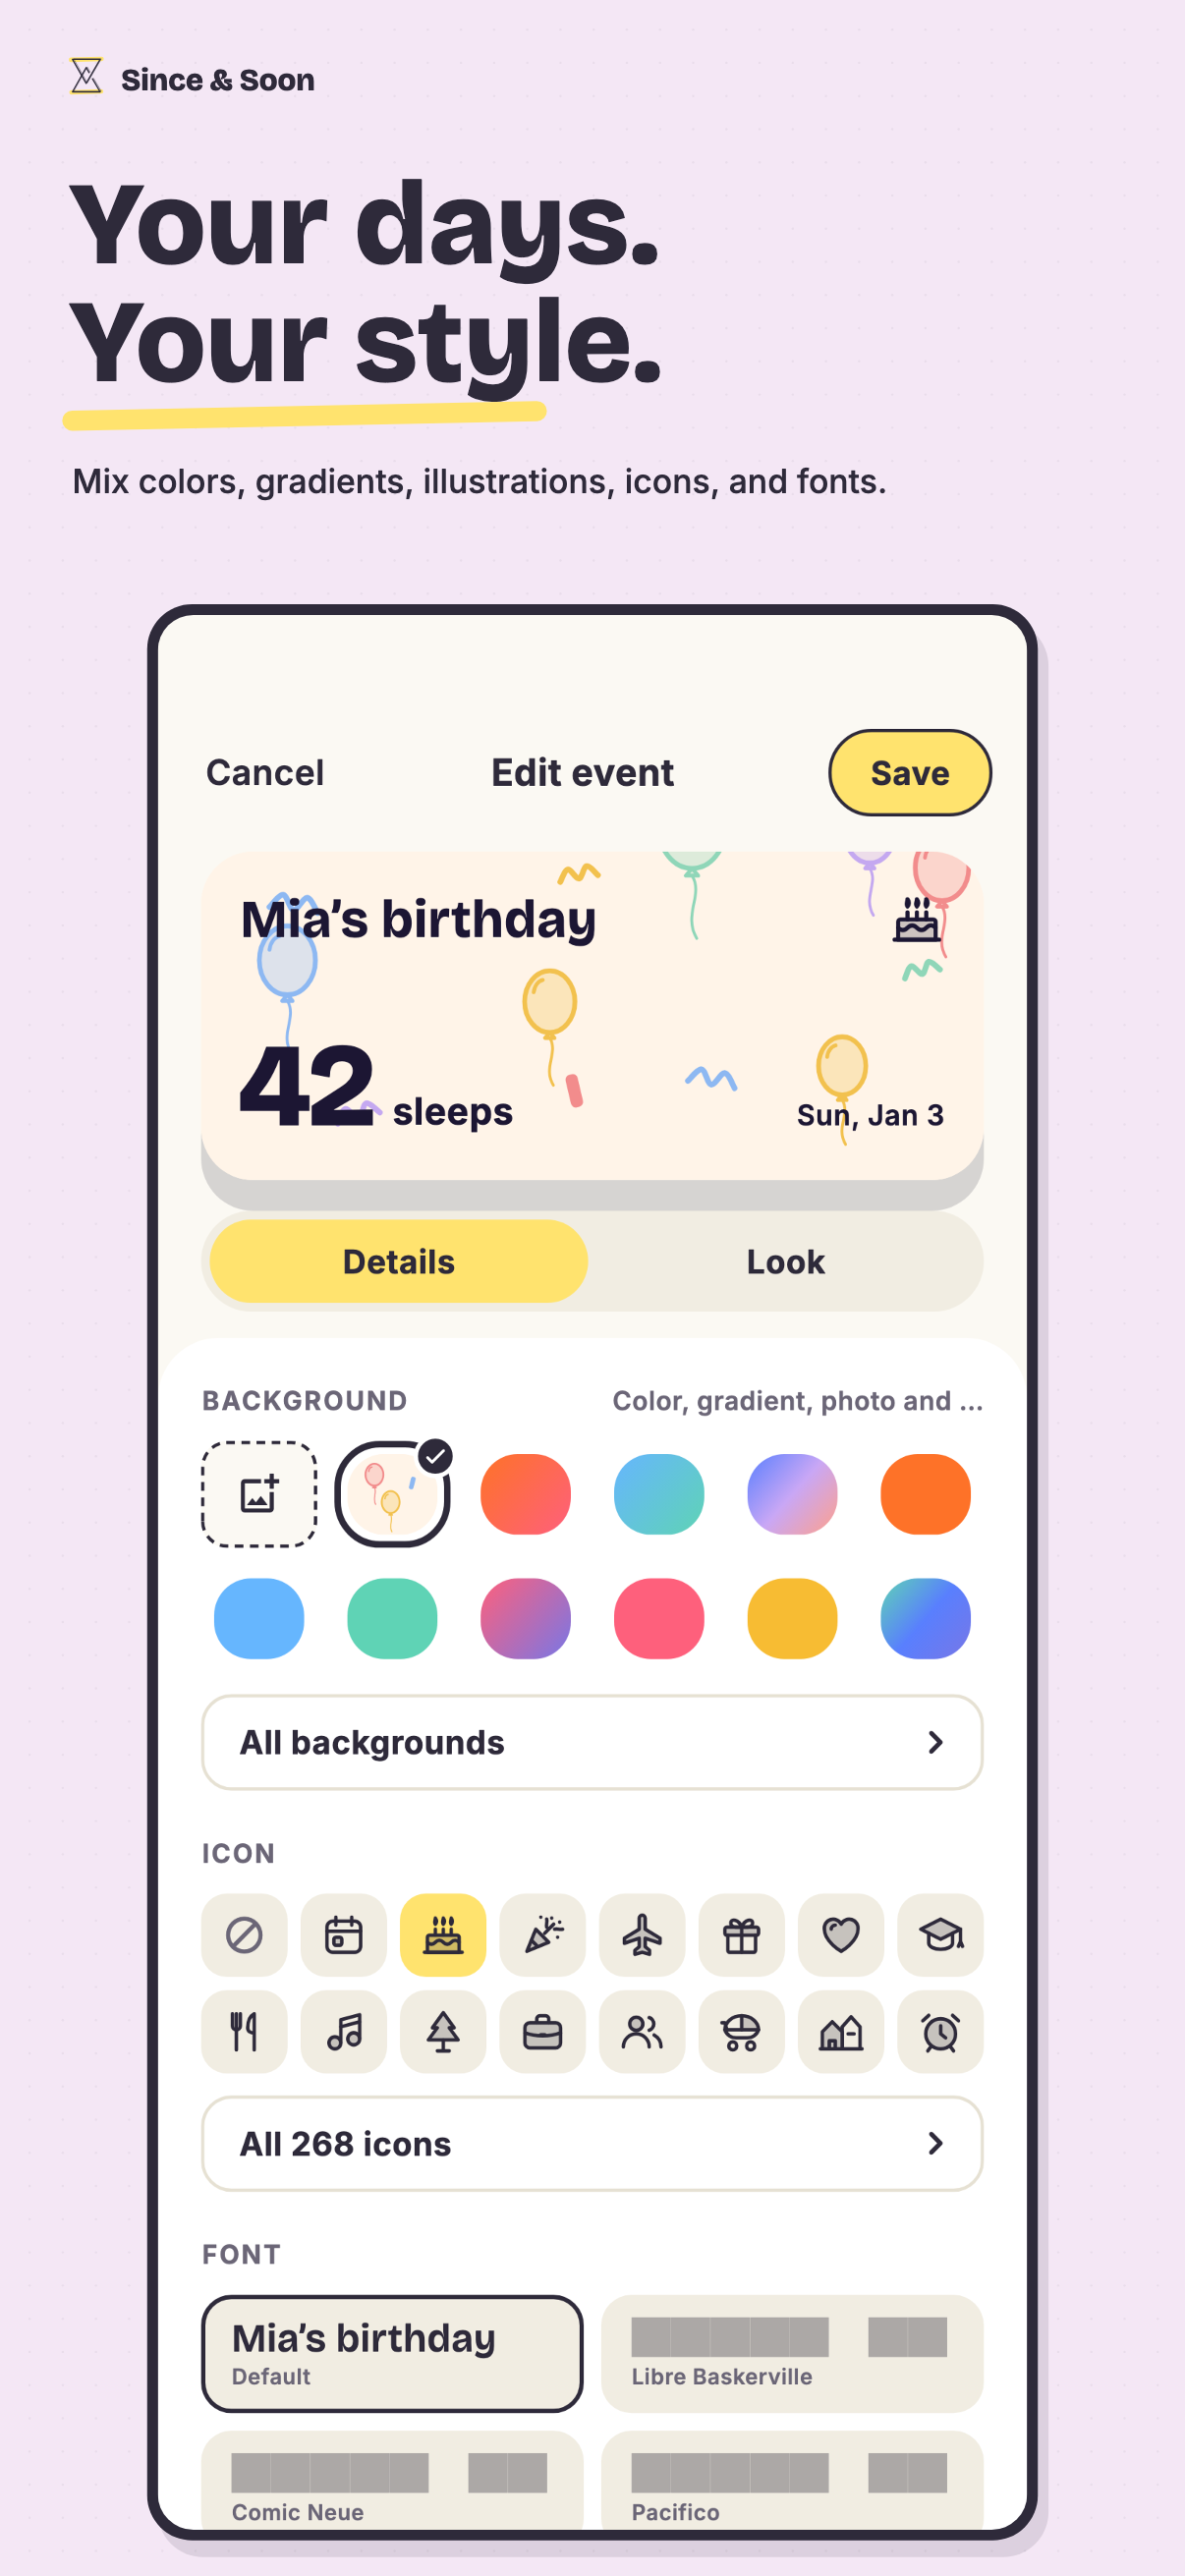 Since & Soon
Your days.
Your style.
Mix colors, gradients, illustrations, icons, and fonts.
Cancel
Edit event
Save
Mia’s birthday
42 sleeps
Sun, Jan 3
Details
Look
BACKGROUND
Color, gradient, photo and ...
All backgrounds
ICON
All 268 icons
FONT
Mia’s birthday
Default
Libre Baskerville
Comic Neue
Pacifico